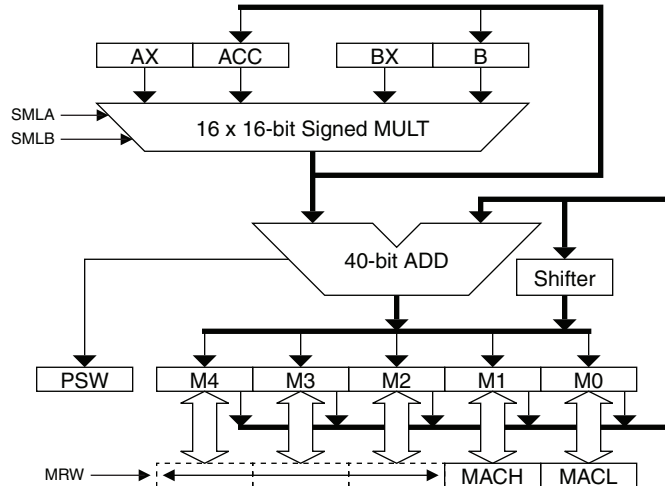 AX ACC BX B
SMLA
SMLB
16 x 16-bit Signed MULT
40-bit ADD
Shifter
PSW M4 M3 M2 M1 M0
MRW MACH MACL